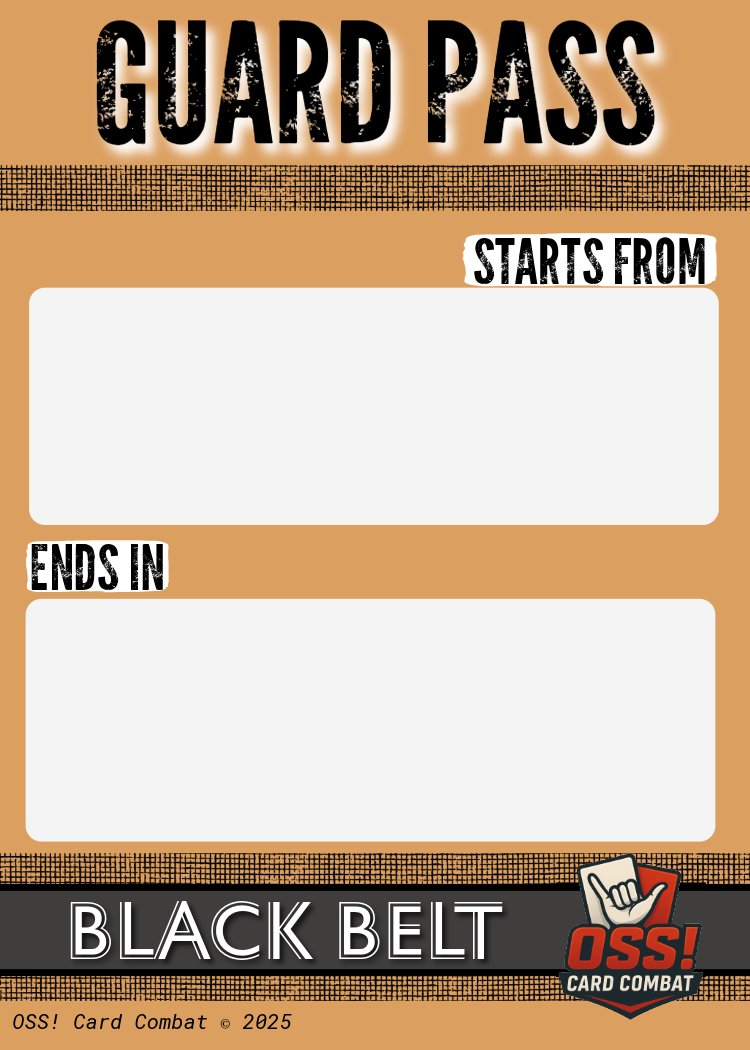 GUARD PASS
STARTS FROM
ENDS IN
BLACK BELT
OSS!
CARD COMBAT
OSS! Card Combat © 2025